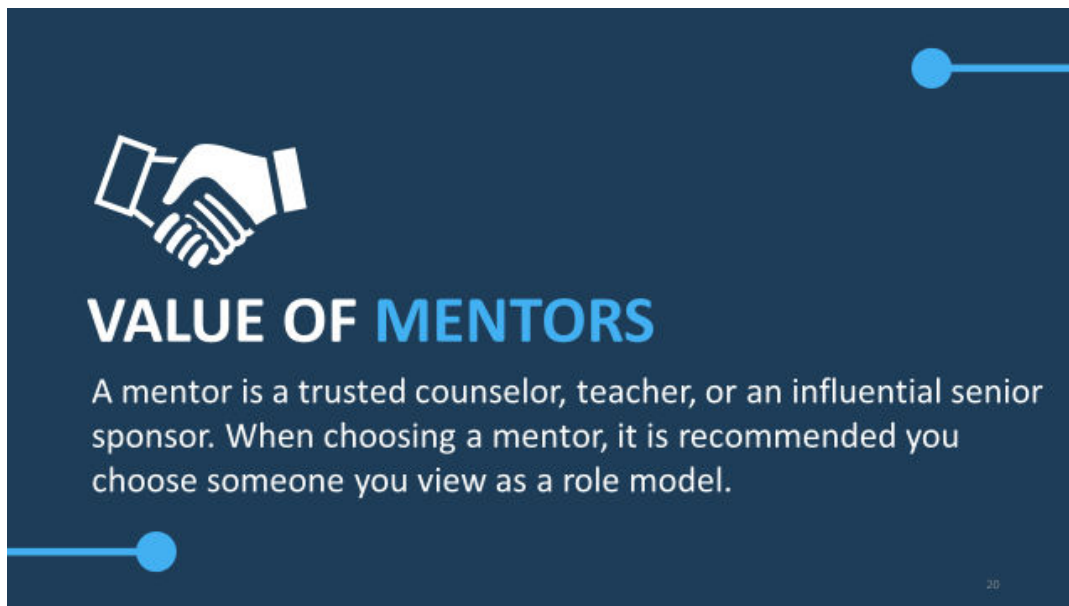 VALUE OF MENTORS
A mentor is a trusted counselor, teacher, or an influential senior
sponsor. When choosing a mentor, it is recommended you
choose someone you view as a role model.
20